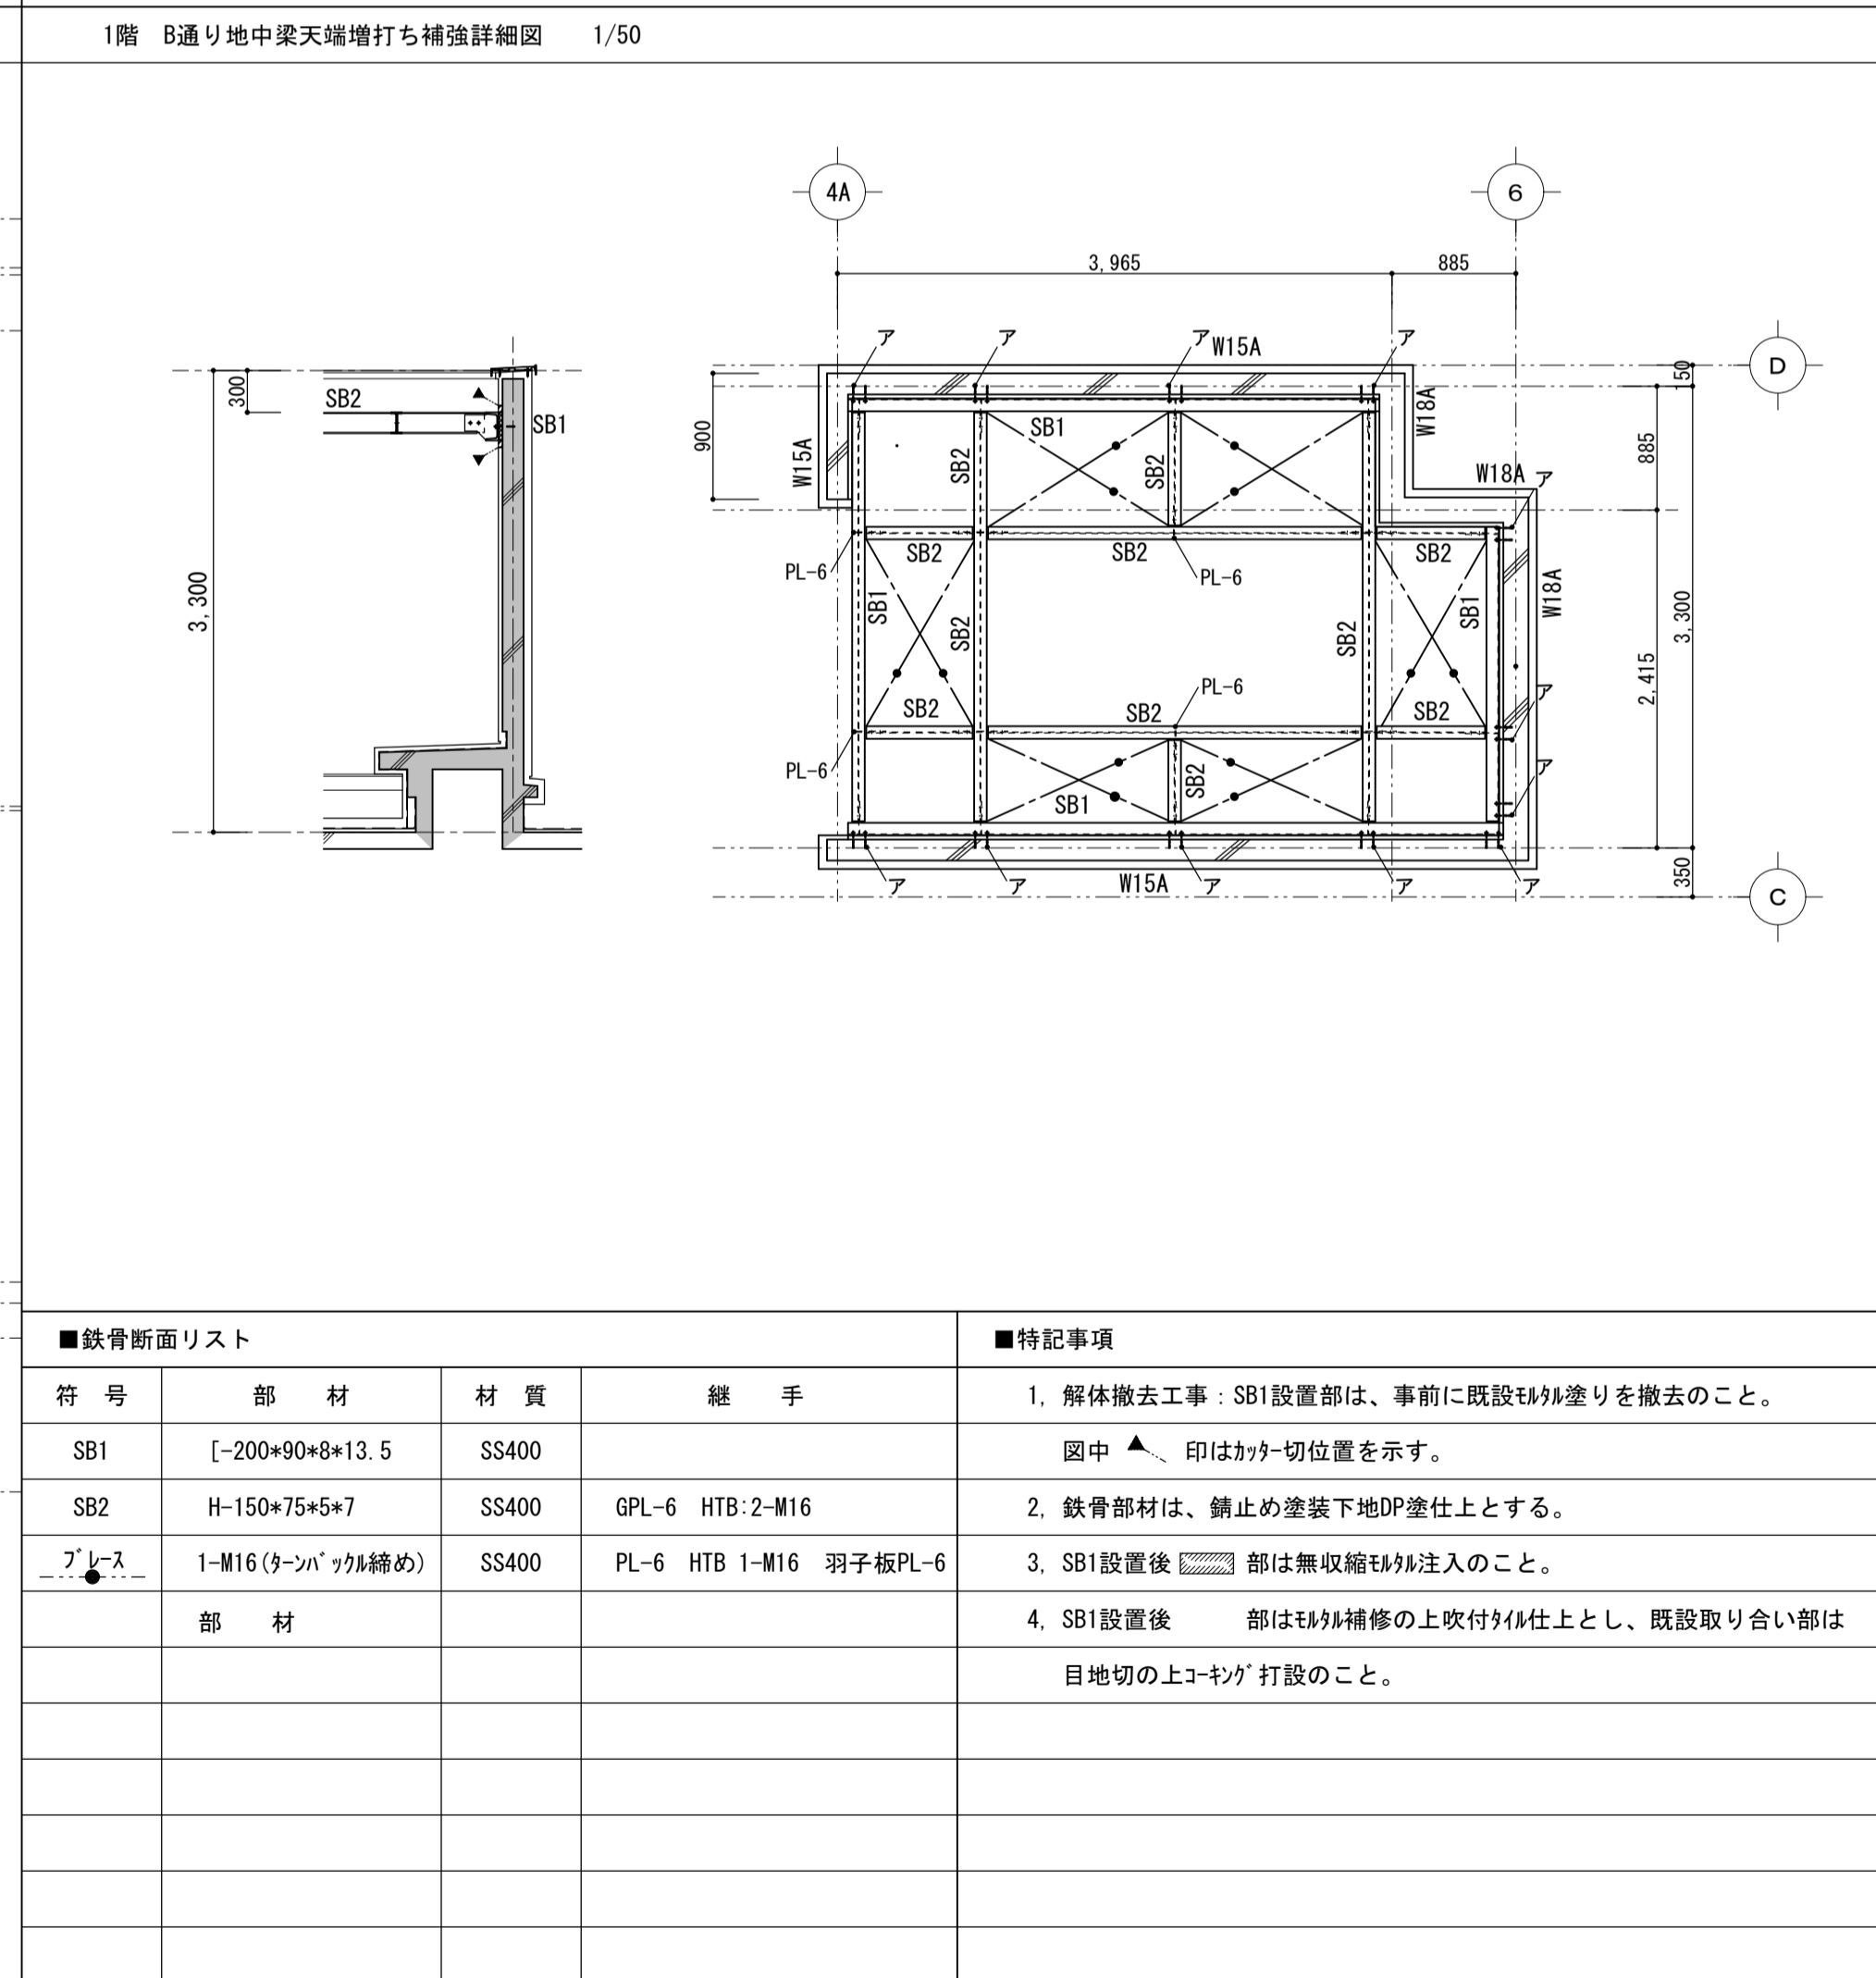 1階 B通り地中梁天端増打ち補強詳細図 1/50
4A
6
3,965
885
ア
ア
ア
ア
W15A
D
150
300
SB2
SB1
900
W15A
SB1
SB2
SB2
W18A
885
W18A
ア
PL-6
SB2
SB2
PL-6
SB2
3,300
SB1
SB2
SB2
SB1
W18A
3,300
2,415
PL-6
ア
SB2
SB2
SB2
PL-6
SB1
SB2
ア
350
ア
ア
W15A
ア
ア
ア
C
■鉄骨断面リスト
符 号 部 材 材 質 継 手
SB1 [-200*90*8*13.5 SS400
SB2 H-150*75*5*7 SS400 GPL-6 HTB:2-M16
ブレース 1-M16(ターンバックル締め) SS400 PL-6 HTB 1-M16 羽子板PL-6
部 材
■特記事項
1, 解体撤去工事：SB1設置部は、事前に既設モルタル塗りを撤去のこと。
図中 印はカッター切位置を示す。
2, 鉄骨部材は、錆止め塗装下地DP塗仕上とする。
3, SB1設置後 部は無収縮モルタル注入のこと。
4, SB1設置後 部はモルタル補修の上吹付タイル仕上とし、既設取り合い部は
目地切の上コーキング打設のこと。